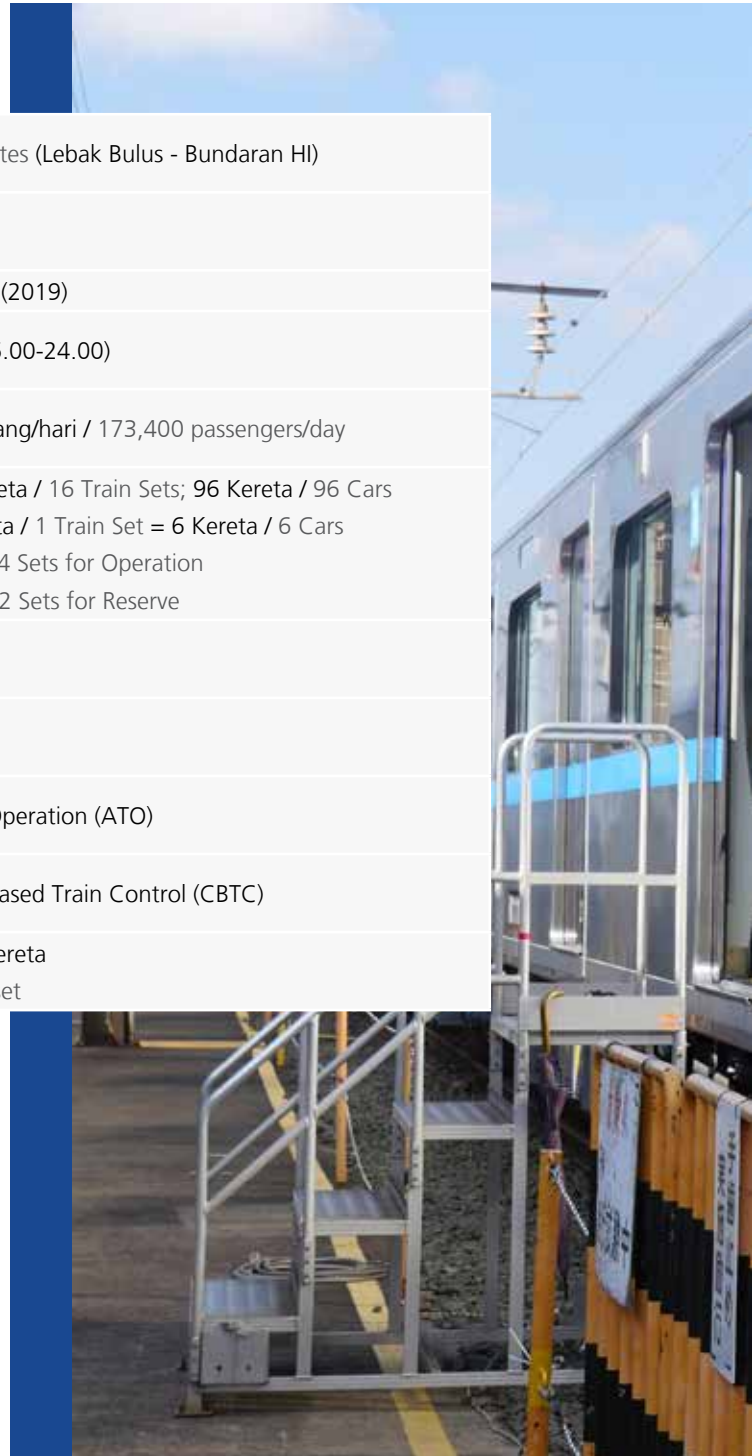 tes (Lebak Bulus - Bundaran HI)
(2019)
.00-24.00)
ang/hari / 173,400 passengers/day
eta / 16 Train Sets; 96 Kereta / 96 Cars
ta / 1 Train Set = 6 Kereta / 6 Cars
4 Sets for Operation
2 Sets for Reserve
Operation (ATO)
ased Train Control (CBTC)
ereta
set